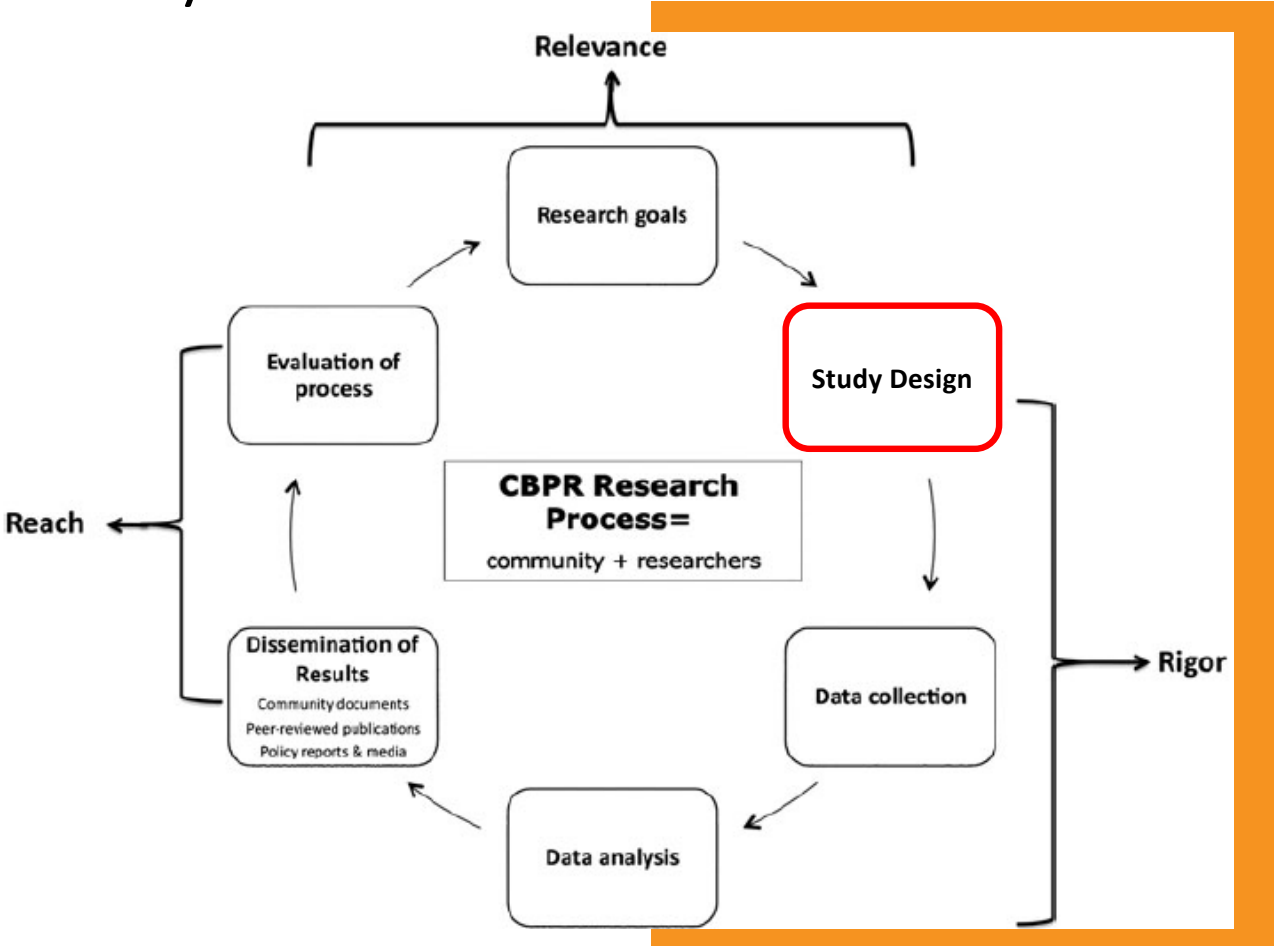 Relevance
Research goals
Evaluation of
process
Study Design
CBPR Research
Process=
community + researchers
Reach
Dissemination of
Results
Community documents
Peer-reviewed publications
Policy reports & media
Data collection
Rigor
Data analysis